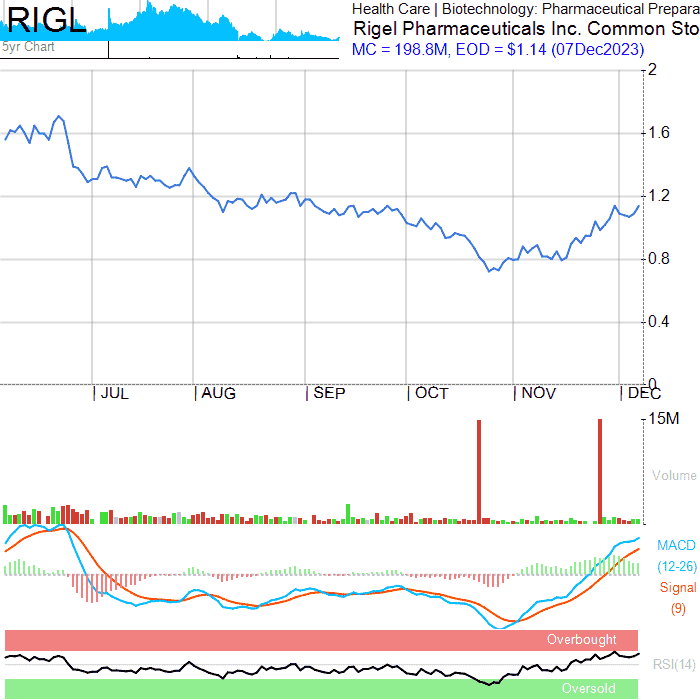 RIGL
5yr Chart
Health Care | Biotechnology: Pharmaceutical Prepara
Rigel Pharmaceuticals Inc. Common Sto
MC = 198.8M, EOD = $1.14 (07Dec2023)
2
1.6
1.2
0.8
0.4
0
JUL AUG SEP OCT NOV DEC
15M
Volume
MACD
(12-26)
Signal
(9)
Overbought
RSI(14)
Oversold